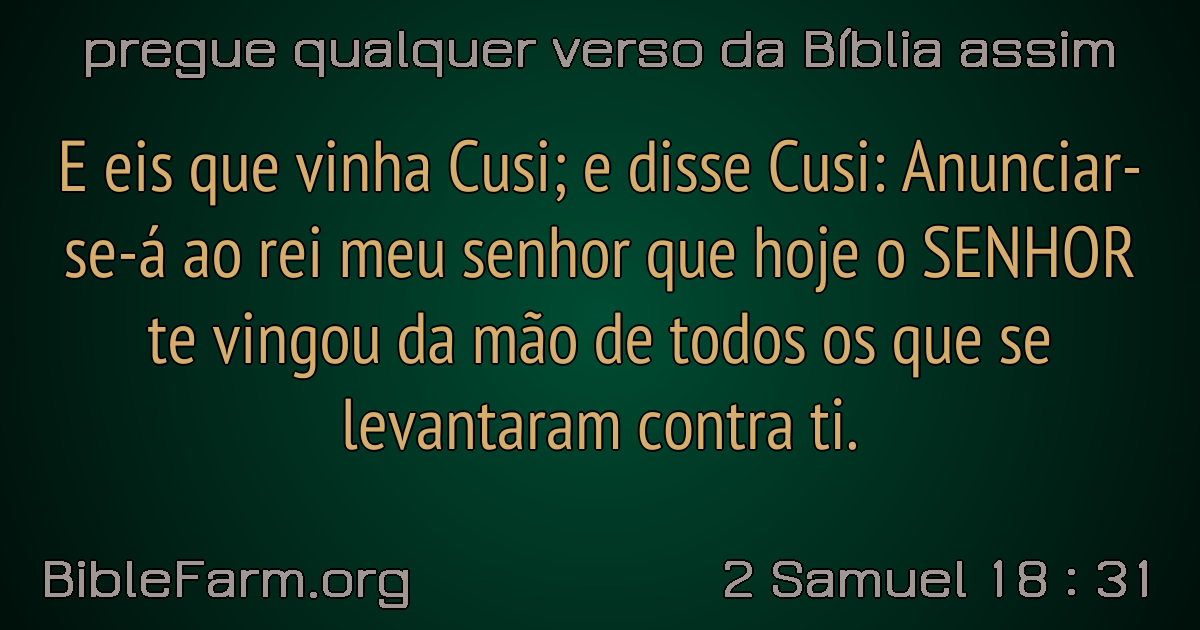 pregue qualquer verso da Bíblia assim
E eis que vinha Cusi; e disse Cusi: Anunciar-
se-á ao rei meu senhor que hoje o SENHOR
te vingou da mão de todos os que se
levantaram contra ti.
BibleFarm.org
2 Samuel 18 : 31